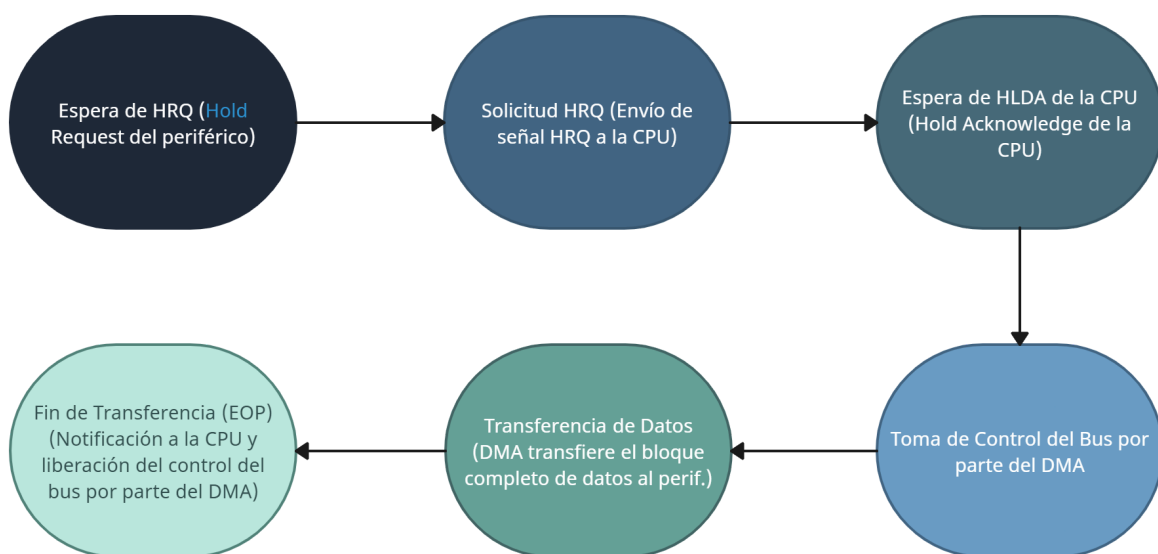 Espera de HRQ (Hold
Request del periférico)
Solicitud HRQ (Envío de
señal HRQ a la CPU)
Espera de HLDA de la CPU
(Hold Acknowledge de la
CPU)
Toma de Control del Bus por
parte del DMA
Transferencia de Datos
(DMA transfiere el bloque
completo de datos al perif.)
Fin de Transferencia (EOP)
(Notificación a la CPU y
liberación del control del
bus por parte del DMA)